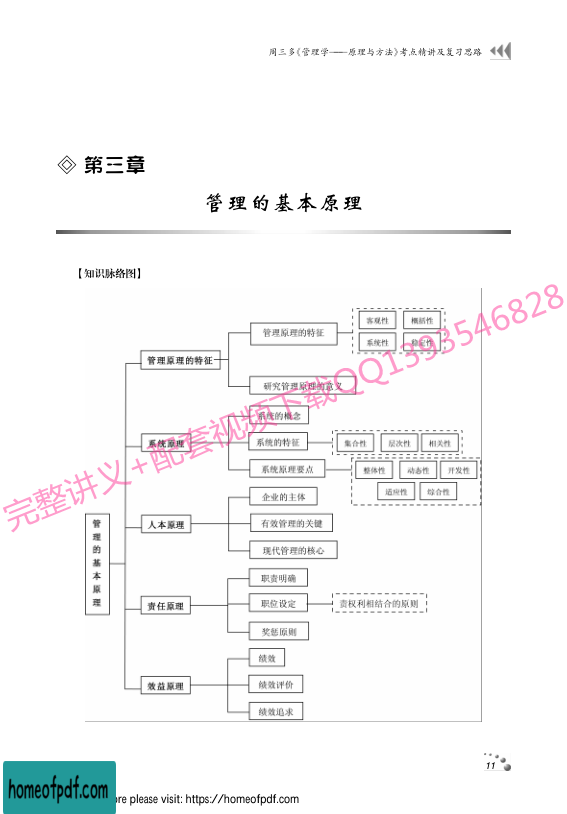 周三多《管理学——原理与方法》考点精讲及复习思路
第三章
管理的基本原理
【知识脉络图】
管理的基本原理
管理原理的特征
管理原理的特征
客观性 概括性
系统性 稳定性
研究管理原理的意义
系统原理
系统的概念
系统的特征
集合性 层次性 相关性
系统原理要点
整体性 动态性 开发性
适应性 综合性
人本原理
企业的主体
有效管理的关键
现代管理的核心
责任原理
职责明确
职位设定
责权利相结合的原则
奖惩原则
效益原理
绩效
绩效评价
绩效追求
完整讲义+配套视频下载QQ1393546828
11
homeofpdf.com
re please visit: https://homeofpdf.com